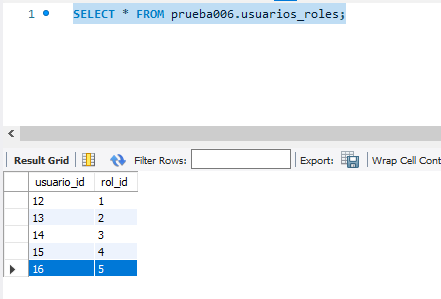 1 SELECT * FROM prueba006.usuarios_roles;
Result Grid Filter Rows: Export: Wrap Cell Cont
usuario_id rol_id
12 1
13 2
14 3
15 4
16 5